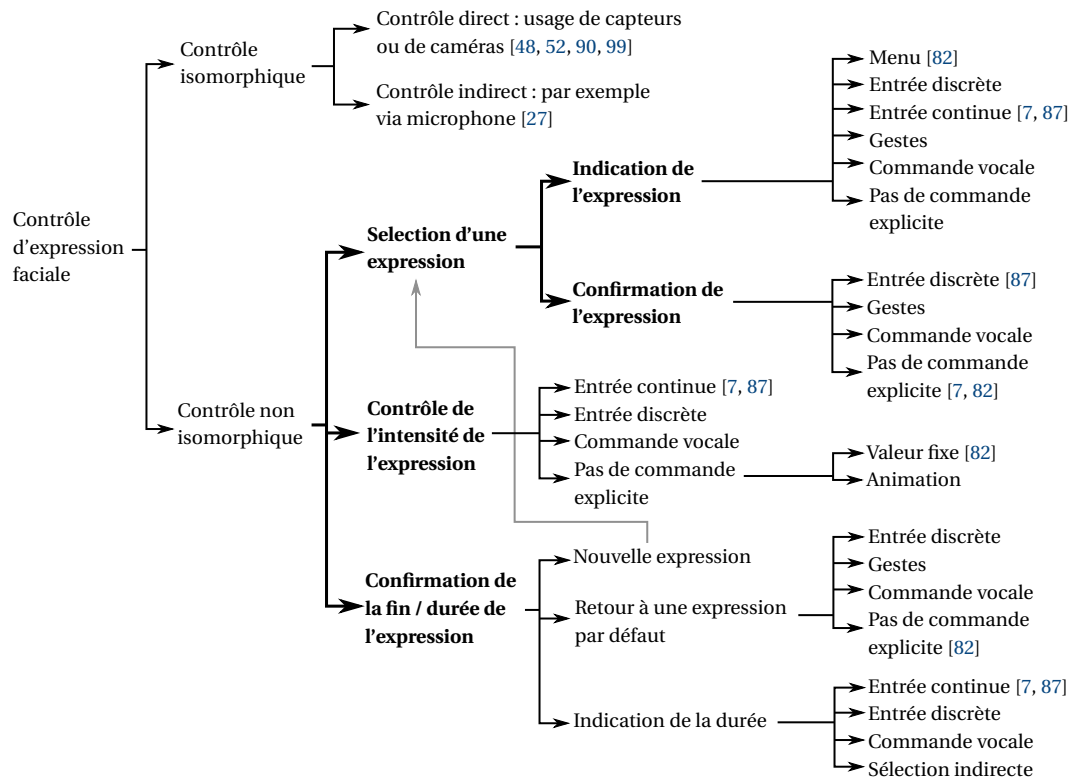 Contrôle
d'expression
faciale
Contrôle
isomorphique
Contrôle direct : usage de capteurs
ou de caméras [48, 52, 90, 99]
Contrôle indirect : par exemple
via microphone [27]
Contrôle non
isomorphique
Selection d'une
expression
Indication de
l'expression
Menu [82]
Entrée discrète
Entrée continue [7, 87]
Gestes
Commande vocale
Pas de commande
explicite
Confirmation de
l'expression
Entrée discrète [87]
Gestes
Commande vocale
Pas de commande
explicite [7, 82]
Contrôle de
l'intensité de
l'expression
Entrée continue [7, 87]
Entrée discrète
Commande vocale
Pas de commande
explicite
Valeur fixe [82]
Animation
Confirmation de
la fin / durée de
l'expression
Nouvelle expression
Retour à une expression
par défaut
Entrée discrète
Gestes
Commande vocale
Pas de commande
explicite [82]
Indication de la durée
Entrée continue [7, 87]
Entrée discrète
Commande vocale
Sélection indirecte